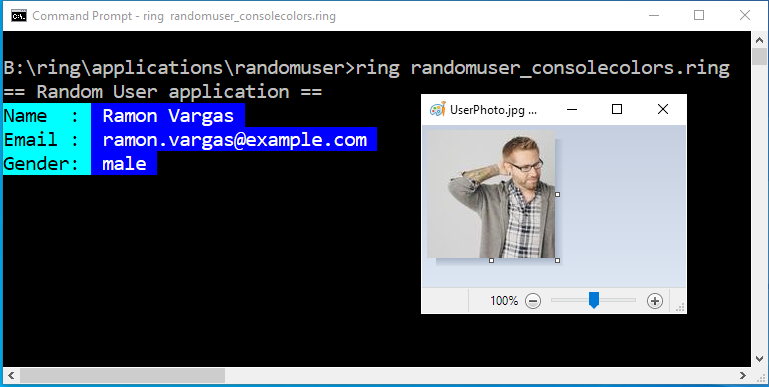 Command Prompt - ring  randomuser_consolecolors.ring
B:\ring\applications\randomuser>ring randomuser_consolecolors.ring
== Random User application ==
Name  :  Ramon Vargas
Email :  ramon.vargas@example.com
Gender:  male
UserPhoto.jpg ...
100%